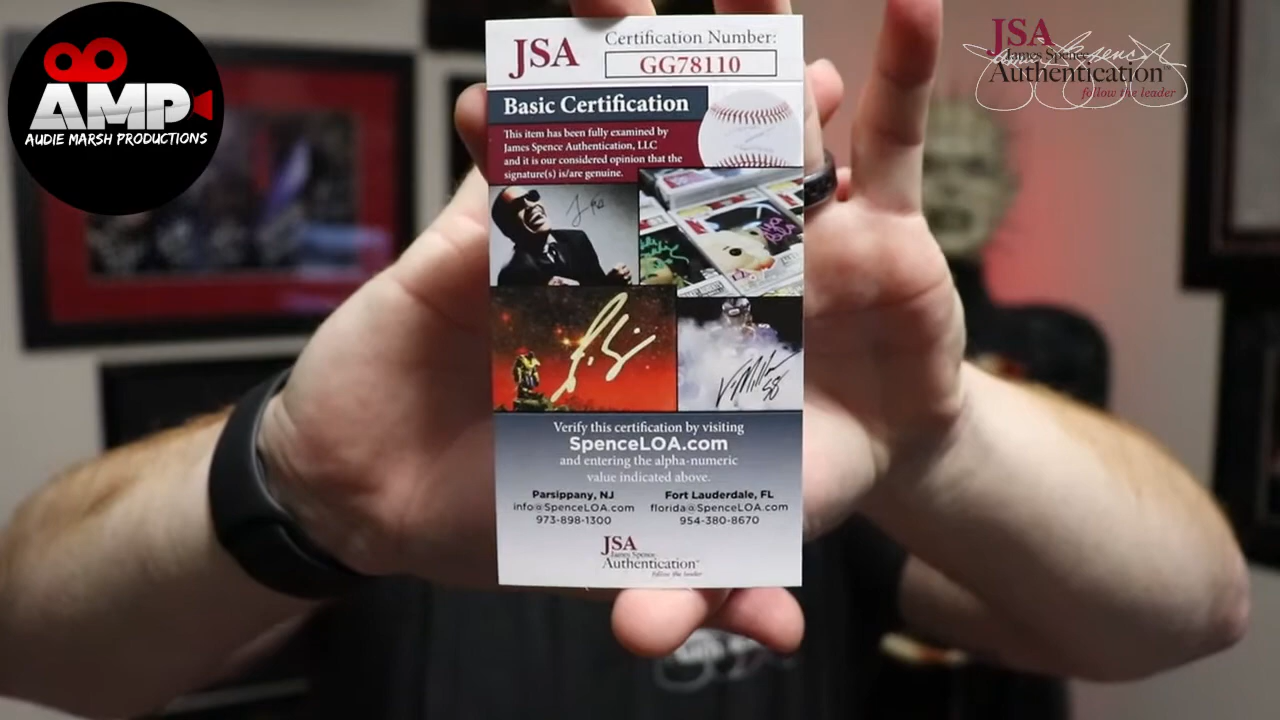 AMP
AUDIE MARSH PRODUCTIONS
JSA
James Spence
Authentication
follow the leader
JSA
Certification Number:
GG78110
Basic Certification
This item has been fully examined by
James Spence Authentication, LLC
and it is our considered opinion that the
signature(s) is/are genuine.
Verify this certification by visiting
SpenceLOA.com
and entering the alpha-numeric
value indicated above.
Parsippany, NJ
info@SpenceLOA.com
973-898-1300
Fort Lauderdale, FL
florida@SpenceLOA.com
954-380-8670
JSA
James Spence
Authentication
follow the leader